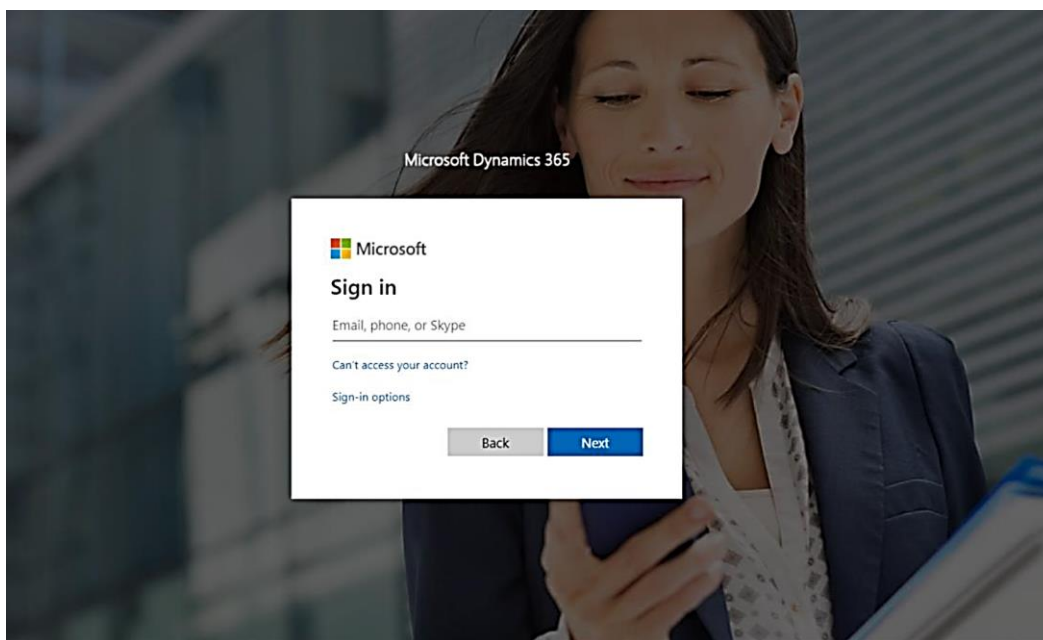 Microsoft Dynamics 365
Microsoft
Sign in
Email, phone, or Skype
Can't access your account?
Sign-in options
Back Next